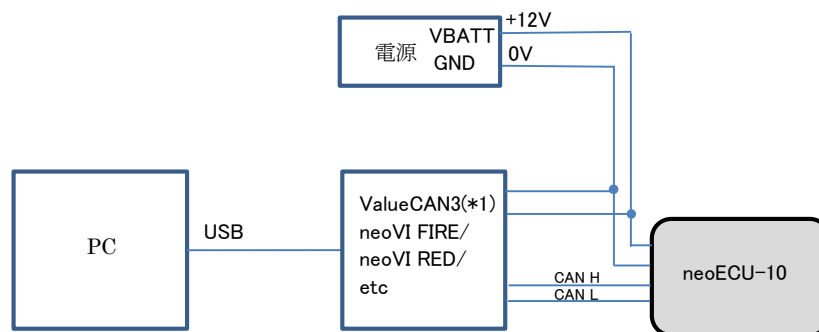 電源
VBATT
GND
+12V
0V
PC
USB
ValueCAN3(*1)
neoVI FIRE/
neoVI RED/
etc
CAN H
CAN L
neoECU-10